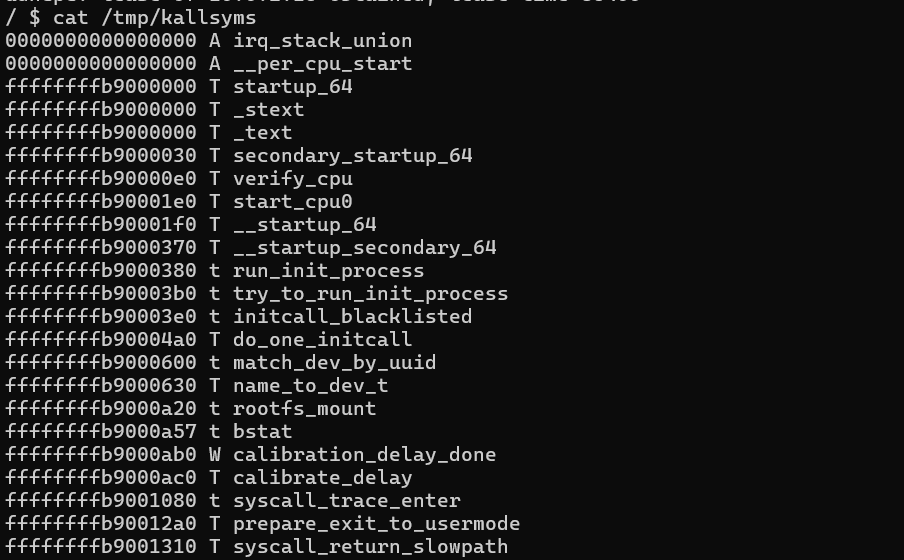 / $ cat /tmp/kallsyms
0000000000000000 A irq_stack_union
0000000000000000 A __per_cpu_start
ffffffffb9000000 T startup_64
ffffffffb9000000 T _stext
ffffffffb9000000 T _text
ffffffffb9000030 T secondary_startup_64
ffffffffb90000e0 T verify_cpu
ffffffffb90001e0 T start_cpu0
ffffffffb90001f0 T __startup_64
ffffffffb9000370 T __startup_secondary_64
ffffffffb9000380 t run_init_process
ffffffffb90003b0 t try_to_run_init_process
ffffffffb90003e0 t initcall_blacklisted
ffffffffb90004a0 T do_one_initcall
ffffffffb9000600 t match_dev_by_uuid
ffffffffb9000630 T name_to_dev_t
ffffffffb9000a20 t rootfs_mount
ffffffffb9000a57 t bstat
ffffffffb9000ab0 W calibration_delay_done
ffffffffb9000ac0 T calibrate_delay
ffffffffb9001080 t syscall_trace_enter
ffffffffb90012a0 T prepare_exit_to_usermode
ffffffffb9001310 T syscall_return_slowpath